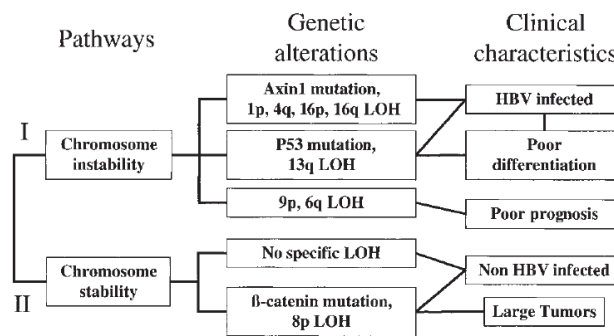 Pathways
Genetic
alterations
Clinical
characteristics
I
Chromosome
instability
Axin1 mutation,
1p, 4q, 16p, 16q LOH
HBV infected
P53 mutation,
13q LOH
Poor
differentiation
9p, 6q LOH
Poor prognosis
II
Chromosome
stability
No specific LOH
Non HBV infected
ß-catenin mutation,
8p LOH
Large Tumors